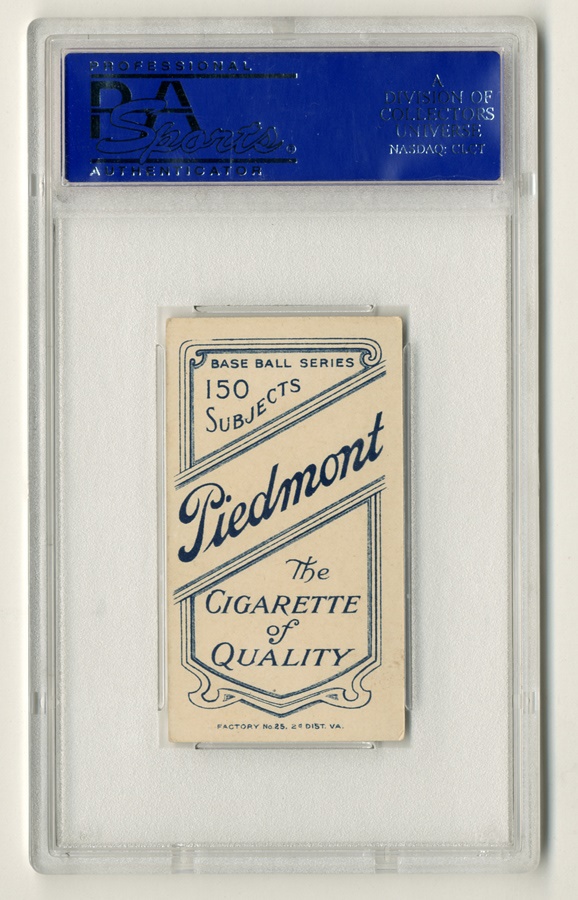 PROFESSIONAL
PSA
Sports.
AUTHENTICATOR
A
DIVISION OF
COLLECTORS
UNIVERSE
NASDAQ: CLCT
BASE BALL SERIES
150
SUBJECTS
Piedmont
The
CIGARETTE
of
QUALITY
FACTORY No. 25, 2D DIST. VA.